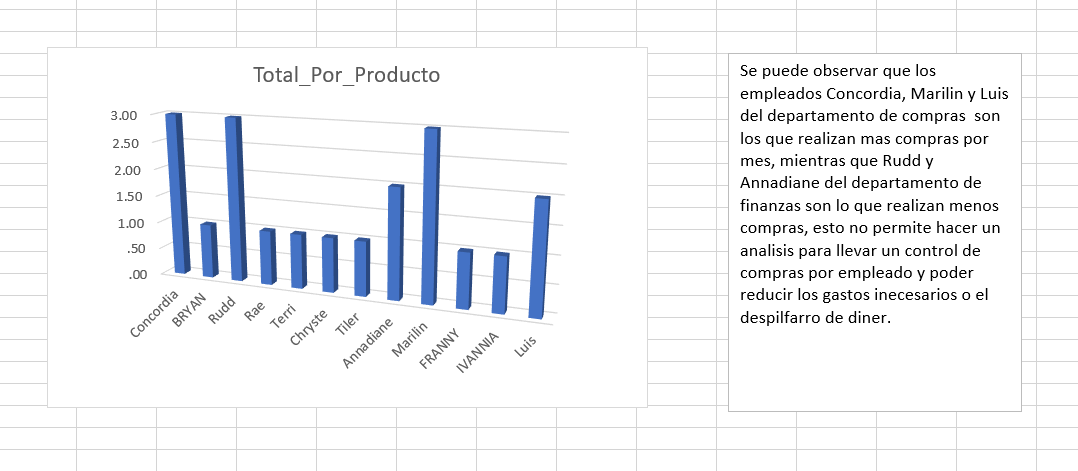 Total_Por_Producto
3.00
2.50
2.00
1.50
1.00
.50
.00
Concordia
BRYAN
Rudd
Rae
Terri
Chryste
Tiler
Annadiane
Marilin
FRANNY
IVANNIA
Luis
Se puede observar que los
empleados Concordia, Marilin y Luis
del departamento de compras  son
los que realizan mas compras por
mes, mientras que Rudd y
Annadiane del departamento de
finanzas son lo que realizan menos
compras, esto no permite hacer un
analisis para llevar un control de
compras por empleado y poder
reducir los gastos inecesarios o el
despilfarro de diner.